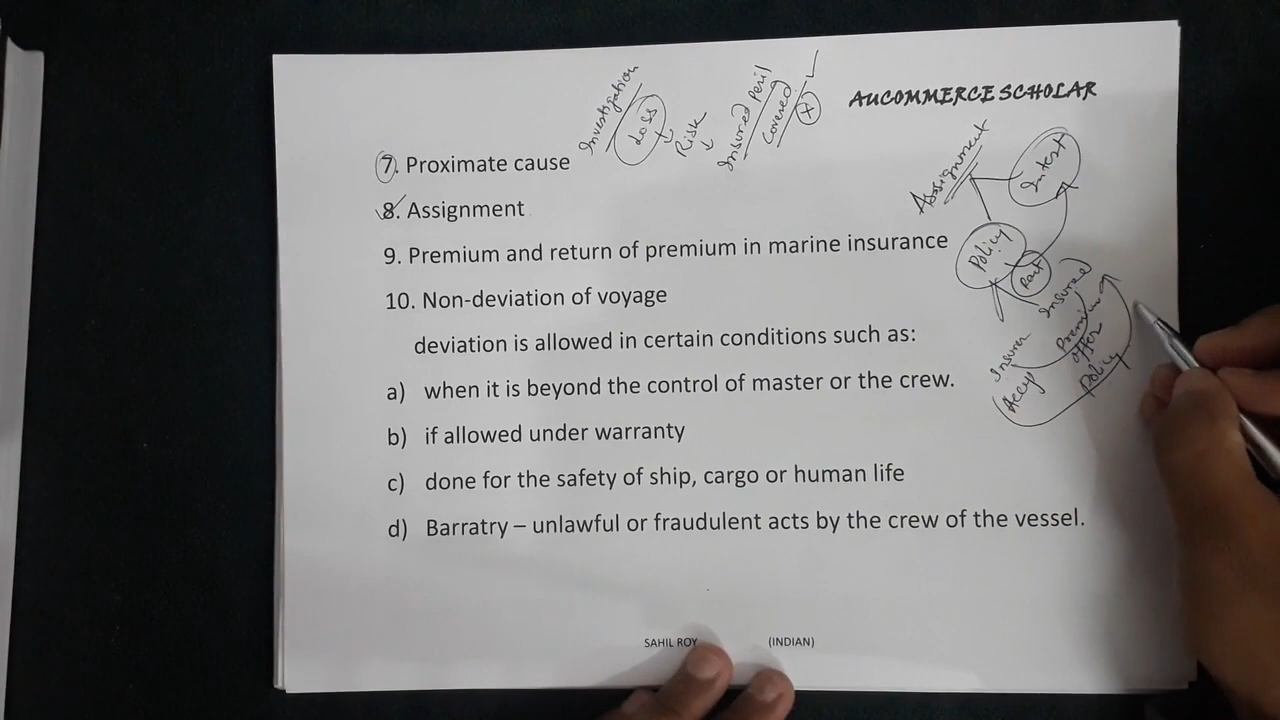 AUCOMMERCE SCHOLAR
Investigation
Loss
Risk
Insured Peril
Covered
7. Proximate cause
8. Assignment
9. Premium and return of premium in marine insurance
10. Non-deviation of voyage
deviation is allowed in certain conditions such as:
a) when it is beyond the control of master or the crew.
b) if allowed under warranty
c) done for the safety of ship, cargo or human life
d) Barratry – unlawful or fraudulent acts by the crew of the vessel.
Assignment
Policy
Insured
Premium
offer
Policy
SAHIL ROY (INDIAN)